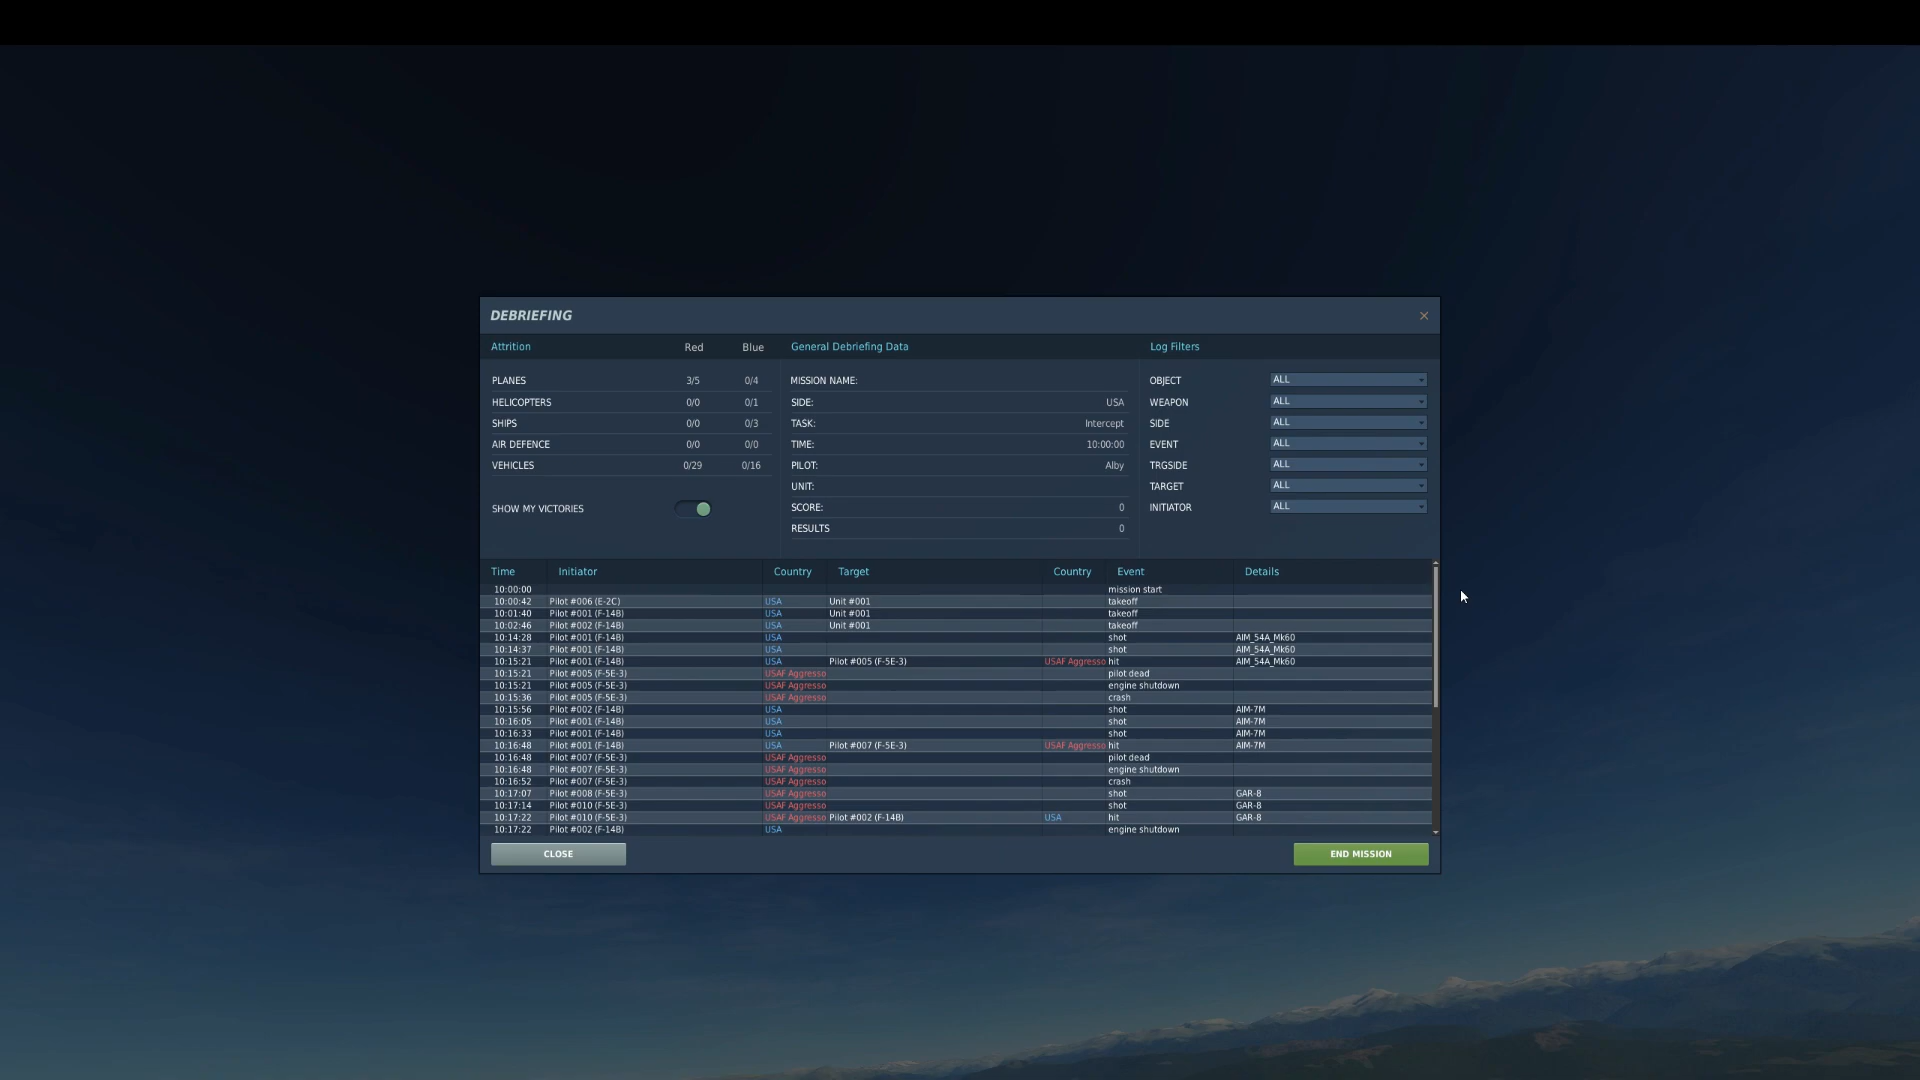 DEBRIEFING ×
Attrition Red Blue General Debriefing Data Log Filters
PLANES 3/5 0/4 MISSION NAME: OBJECT ALL
HELICOPTERS 0/0 0/1 SIDE: USA WEAPON ALL
SHIPS 0/0 0/3 TASK: Intercept SIDE ALL
AIR DEFENCE 0/0 0/0 TIME: 10:00:00 EVENT ALL
VEHICLES 0/29 0/16 PILOT: Alby TRGSIDE ALL
UNIT: TARGET ALL
SHOW MY VICTORIES SCORE: 0 INITIATOR ALL
RESULTS 0
Time Initiator Country Target Country Event Details
10:00:00 mission start
10:00:42 Pilot #006 (E-2C) USA Unit #001 takeoff
10:01:40 Pilot #001 (F-14B) USA Unit #001 takeoff
10:02:46 Pilot #002 (F-14B) USA Unit #001 takeoff
10:14:28 Pilot #001 (F-14B) USA shot AIM_54A_Mk60
10:14:37 Pilot #001 (F-14B) USA shot AIM_54A_Mk60
10:15:21 Pilot #001 (F-14B) USA Pilot #005 (F-5E-3) USAF Aggresso hit AIM_54A_Mk60
10:15:21 Pilot #005 (F-5E-3) USAF Aggresso pilot dead
10:15:21 Pilot #005 (F-5E-3) USAF Aggresso engine shutdown
10:15:36 Pilot #005 (F-5E-3) USAF Aggresso crash
10:15:56 Pilot #002 (F-14B) USA shot AIM-7M
10:16:05 Pilot #001 (F-14B) USA shot AIM-7M
10:16:33 Pilot #001 (F-14B) USA shot AIM-7M
10:16:48 Pilot #001 (F-14B) USA Pilot #007 (F-5E-3) USAF Aggresso hit AIM-7M
10:16:48 Pilot #007 (F-5E-3) USAF Aggresso pilot dead
10:16:48 Pilot #007 (F-5E-3) USAF Aggresso engine shutdown
10:16:52 Pilot #007 (F-5E-3) USAF Aggresso crash
10:17:07 Pilot #008 (F-5E-3) USAF Aggresso shot GAR-8
10:17:14 Pilot #010 (F-5E-3) USAF Aggresso shot GAR-8
10:17:22 Pilot #010 (F-5E-3) USAF Aggresso Pilot #002 (F-14B) USA hit GAR-8
10:17:22 Pilot #002 (F-14B) USA engine shutdown
CLOSE END MISSION